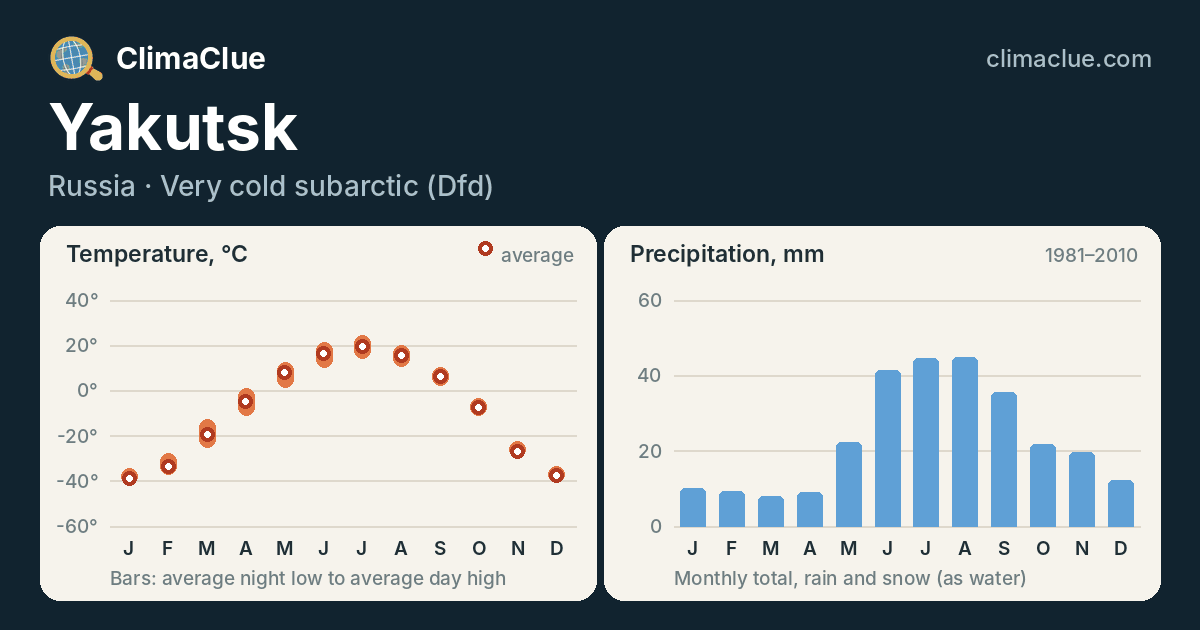 ClimaClue
climaclue.com
Yakutsk
Russia · Very cold subarctic (Dfd)
Temperature, °C
average
40°
20°
0°
-20°
-40°
-60°
J F M A M J J A S O N D
Bars: average night low to average day high
Precipitation, mm
1981–2010
60
40
20
0
J F M A M J J A S O N D
Monthly total, rain and snow (as water)